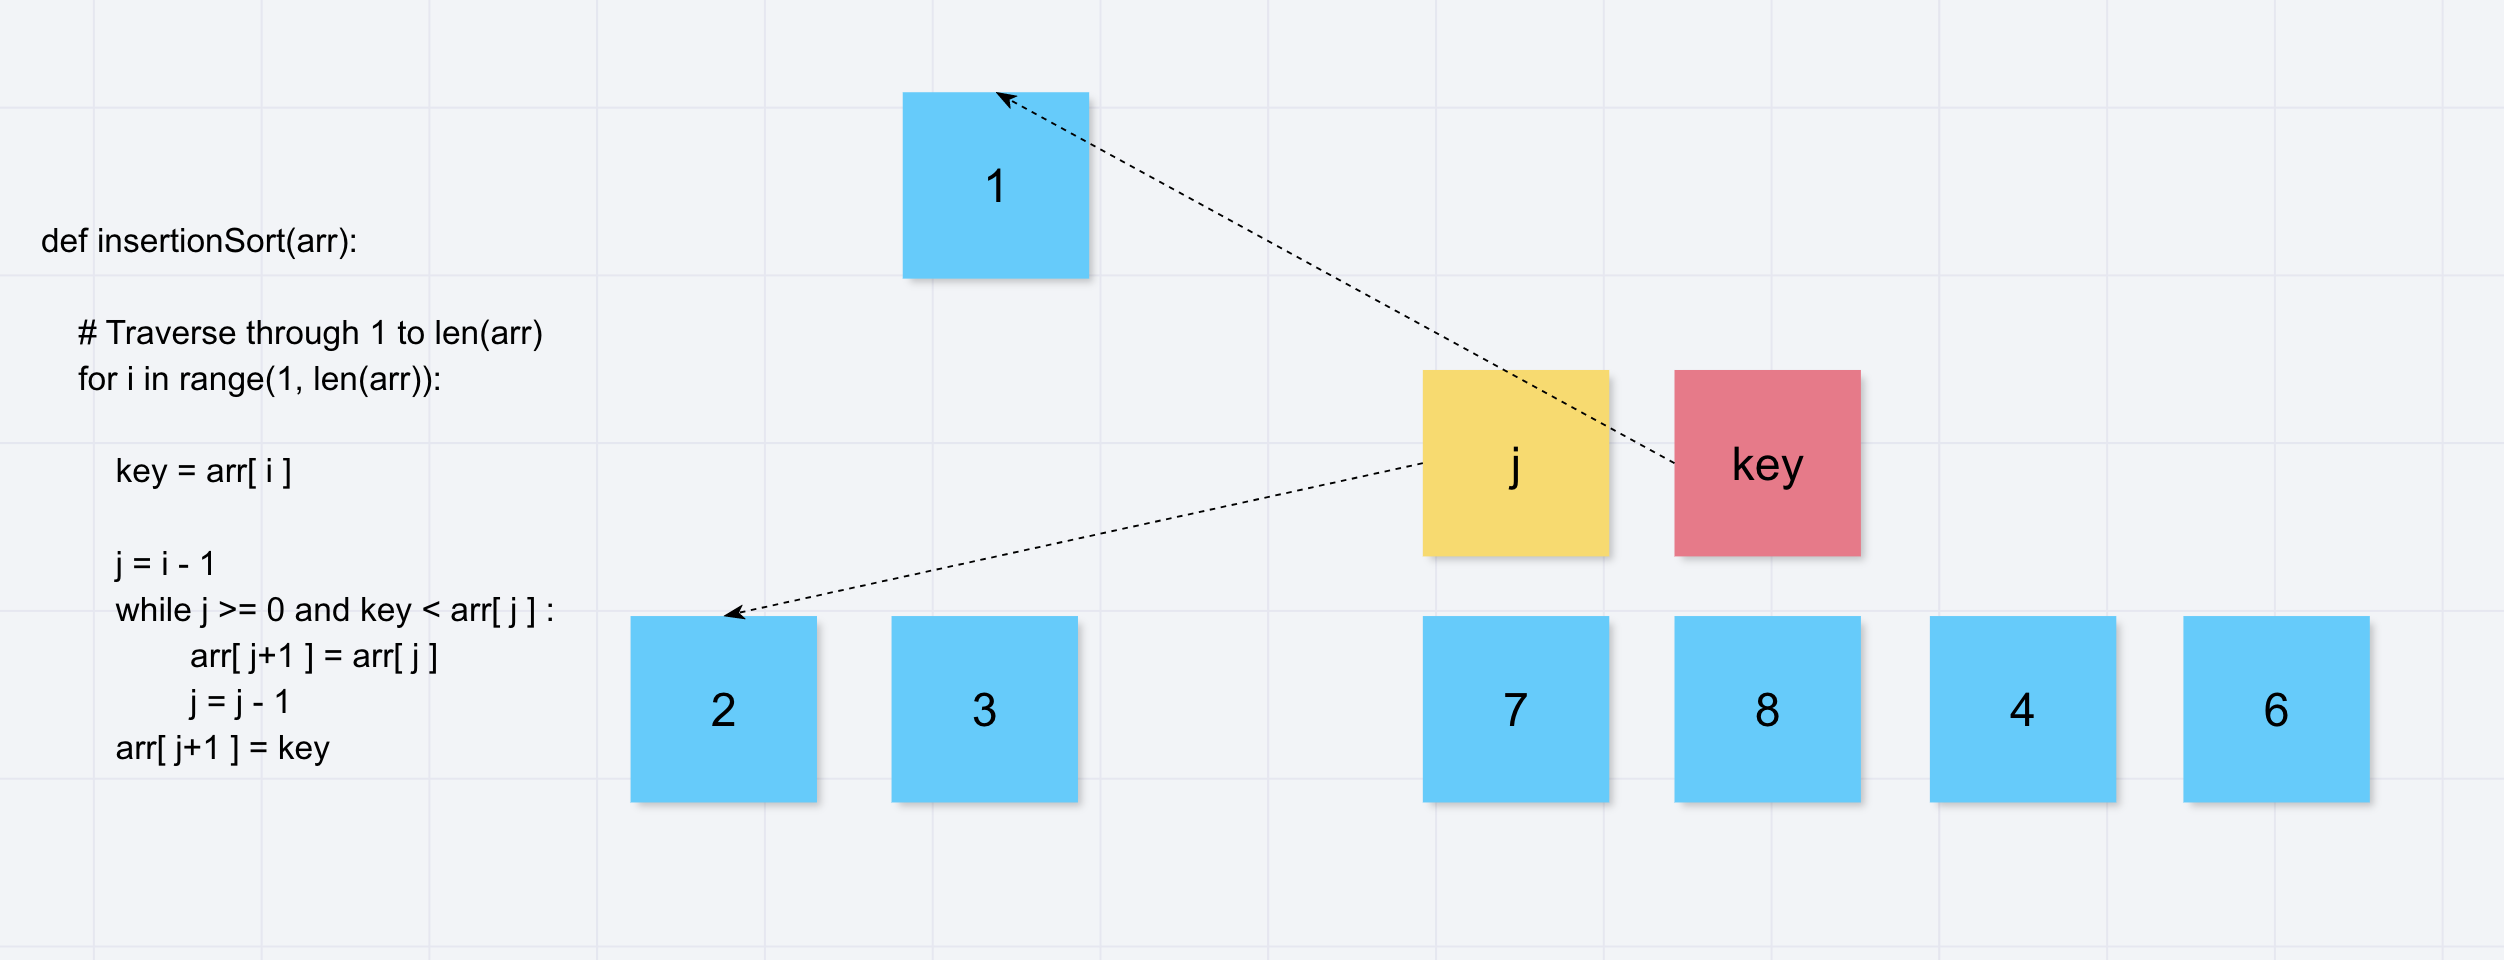 def insertionSort(arr):
# Traverse through 1 to len(arr)
for i in range(1, len(arr)):
key = arr[ i ]
j = i - 1
while j >= 0 and key < arr[ j ] :
arr[ j+1 ] = arr[ j ]
j = j - 1
arr[ j+1 ] = key
1
j key
2 3 7 8 4 6